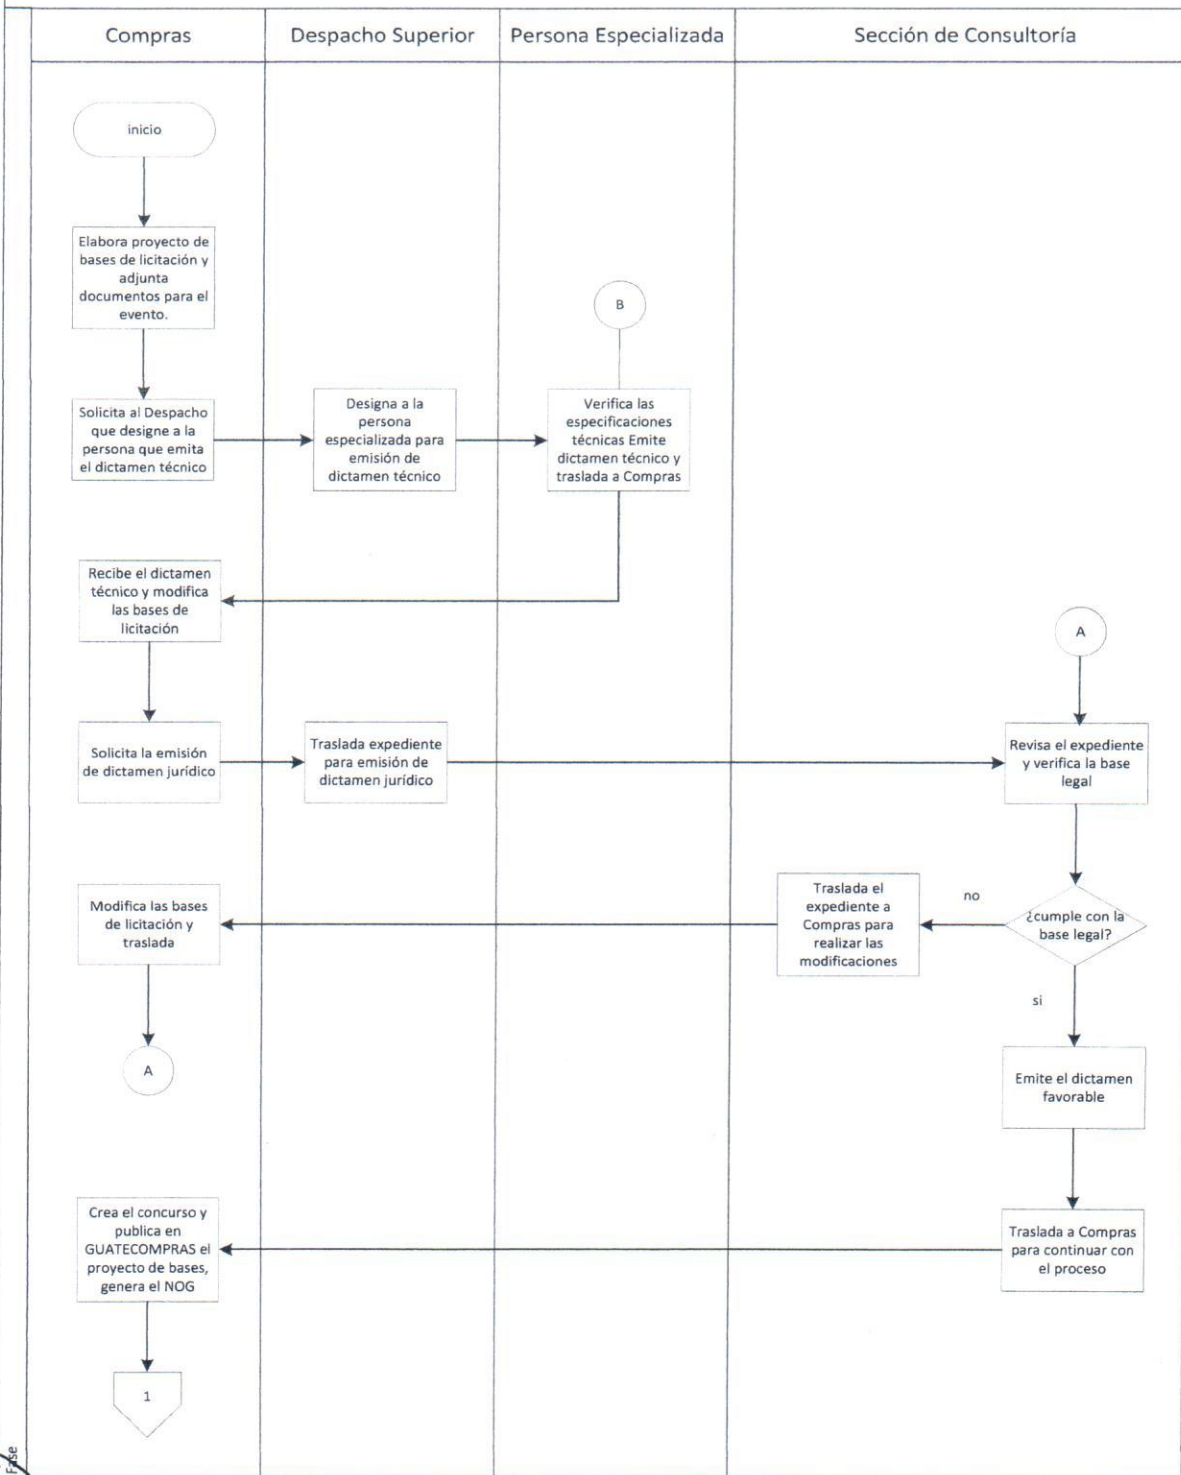 Compras
Despacho Superior
Persona Especializada
Sección de Consultoría
inicio
Elabora proyecto de
bases de licitación y
adjunta
documentos para el
evento.
B
Solicita al Despacho
que designe a la
persona que emita
el dictamen técnico
Designa a la
persona
especializada para
emisión de
dictamen técnico
Verifica las
especificaciones
técnicas Emite
dictamen técnico y
traslada a Compras
Recibe el dictamen
técnico y modifica
las bases de
licitación
A
Solicita la emisión
de dictamen jurídico
Traslada expediente
para emisión de
dictamen jurídico
Revisa el expediente
y verifica la base
legal
¿cumple con la
base legal?
no
Traslada el
expediente a
Compras para
realizar las
modificaciones
Modifica las bases
de licitación y
traslada
A
si
Emite el dictamen
favorable
Traslada a Compras
para continuar con
el proceso
Crea el concurso y
publica en
GUATECOMPRAS el
proyecto de bases,
genera el NOG
1
Fase